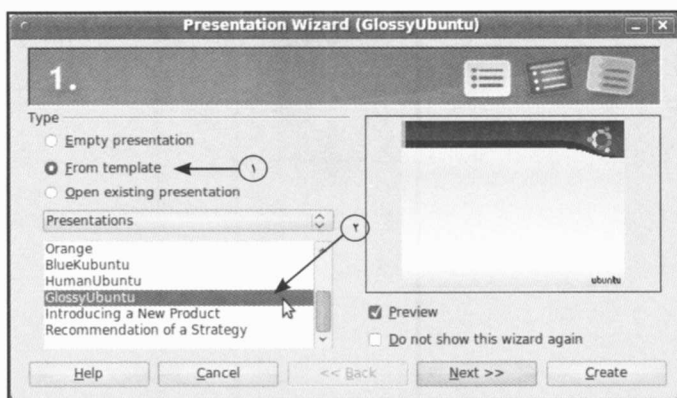 Presentation Wizard (GlossyUbuntu)
1.
Type
Empty presentation
From template
١
Open existing presentation
Presentations
٢
Orange
BlueKubuntu
HumanUbuntu
GlossyUbuntu
Introducing a New Product
Recommendation of a Strategy
ubuntu
Preview
Do not show this wizard again
Help
Cancel
<< Back
Next >>
Create